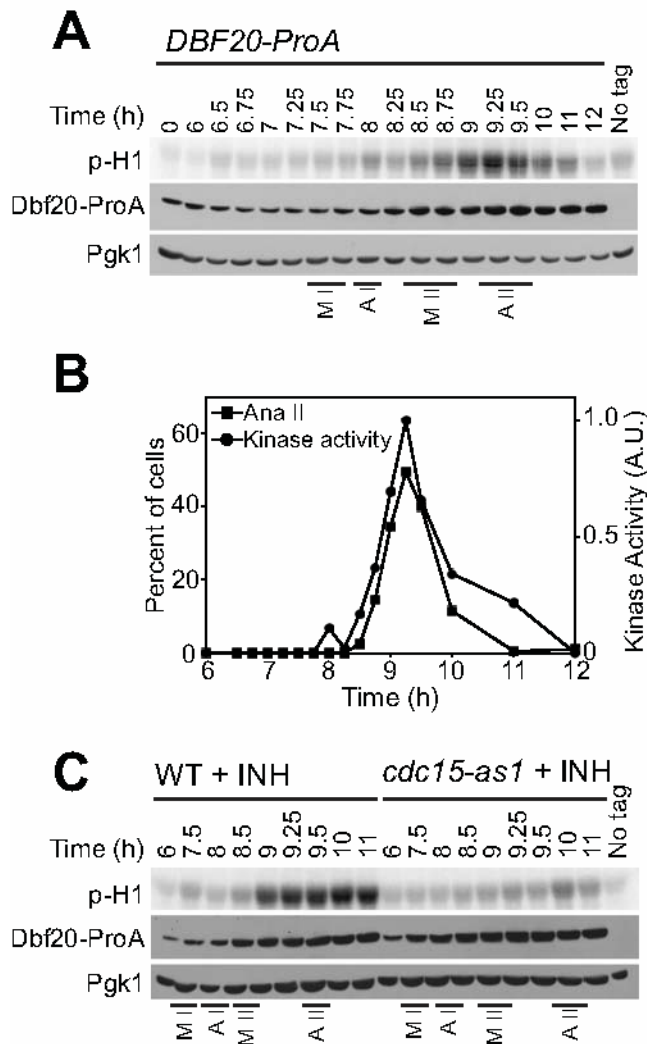 A
DBF20-ProA
Time (h) 0 6 6.5 6.75 7 7.25 7.5 7.75 8 8.25 8.5 8.75 9 9.25 9.5 10 11 12 No tag
p-H1
Dbf20-ProA
Pgk1
M I A I M II A II
B
Ana II
Kinase activity
Percent of cells
60
40
20
0
1.0
0.5
0
Kinase Activity (A.U.)
6 7 8 9 10 11 12
Time (h)
C
WT + INH cdc15-as1 + INH
Time (h) 6 7.5 8 8.5 9 9.25 9.5 10 11 6 7.5 8 8.5 9 9.25 9.5 10 11 No tag
p-H1
Dbf20-ProA
Pgk1
M I A I M II A II M I A I M II A II